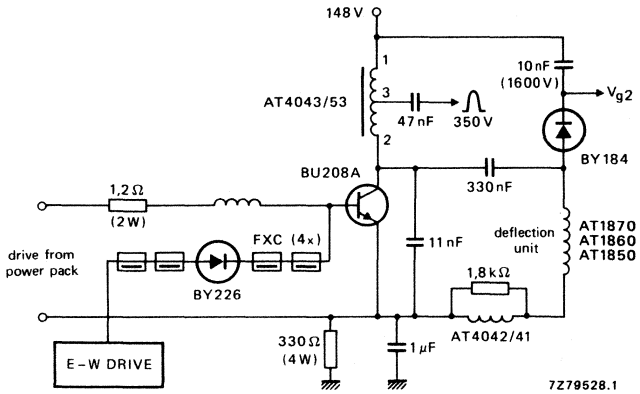 148V
1
3
2
AT4043/53
47nF
350V
10nF
(1600V)
Vg2
BY184
BU208A
330nF
1,2Ω
(2W)
FXC (4x)
11nF
deflection
unit
AT1870
AT1860
AT1850
drive from
power pack
BY226
1,8kΩ
AT4042/41
E-W DRIVE
330Ω
(4W)
1µF
7Z79528.1